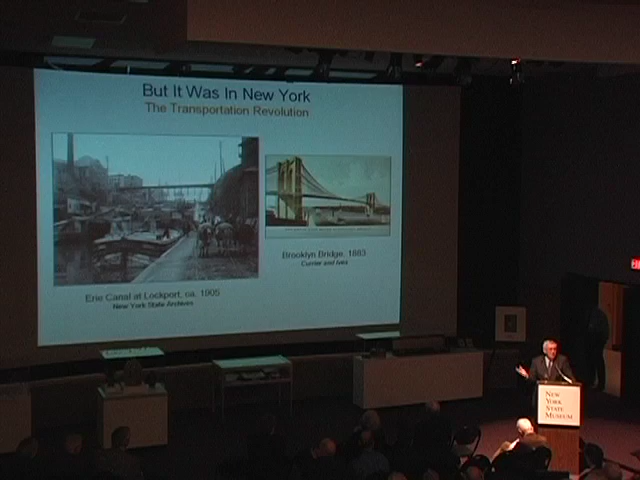 But It Was In New York
The Transportation Revolution
Erie Canal at Lockport, ca. 1905
New York State Archives
Brooklyn Bridge, 1883
Currier and Ives
NEW
YORK
STATE
MUSEUM